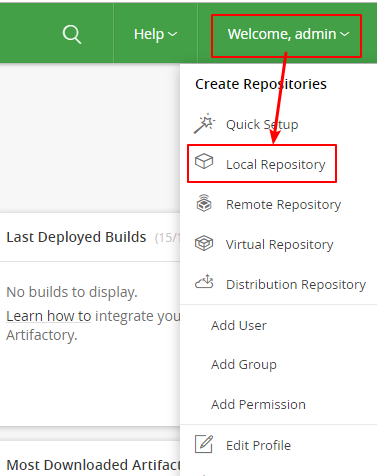 Help
Welcome, admin
Create Repositories
Quick Setup
Local Repository
Remote Repository
Virtual Repository
Distribution Repository
Add User
Add Group
Add Permission
Edit Profile
Last Deployed Builds (15/1
No builds to display.
Learn how to integrate you
Artifactory.
Most Downloaded Artifac